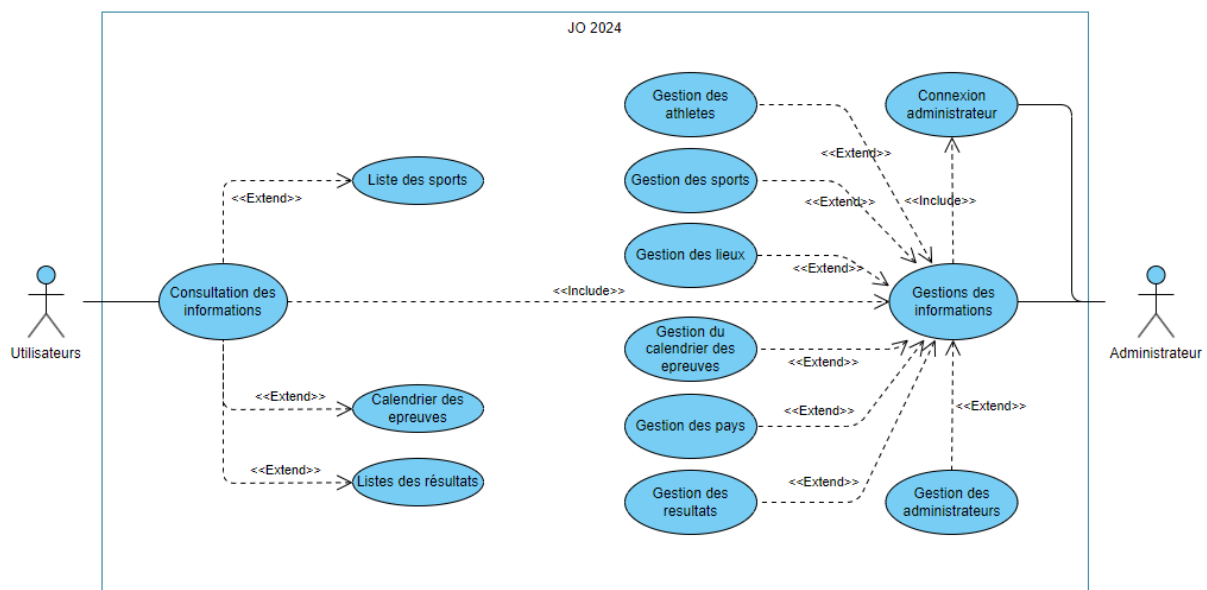 JO 2024
Gestion des
athletes
Connexion
administrateur
<<Extend>>
Liste des sports
Gestion des sports
<<Extend>>
<<Extend>>
<<Include>>
Gestion des lieux
<<Extend>>
Consultation des
informations
<<Include>>
Gestions des
informations
Utilisateurs
Administrateur
Gestion du
calendrier des
epreuves
<<Extend>>
<<Extend>>
Calendrier des
epreuves
<<Extend>>
<<Extend>>
Gestion des pays
<<Extend>>
Listes des résultats
<<Extend>>
Gestion des
resultats
Gestion des
administrateurs